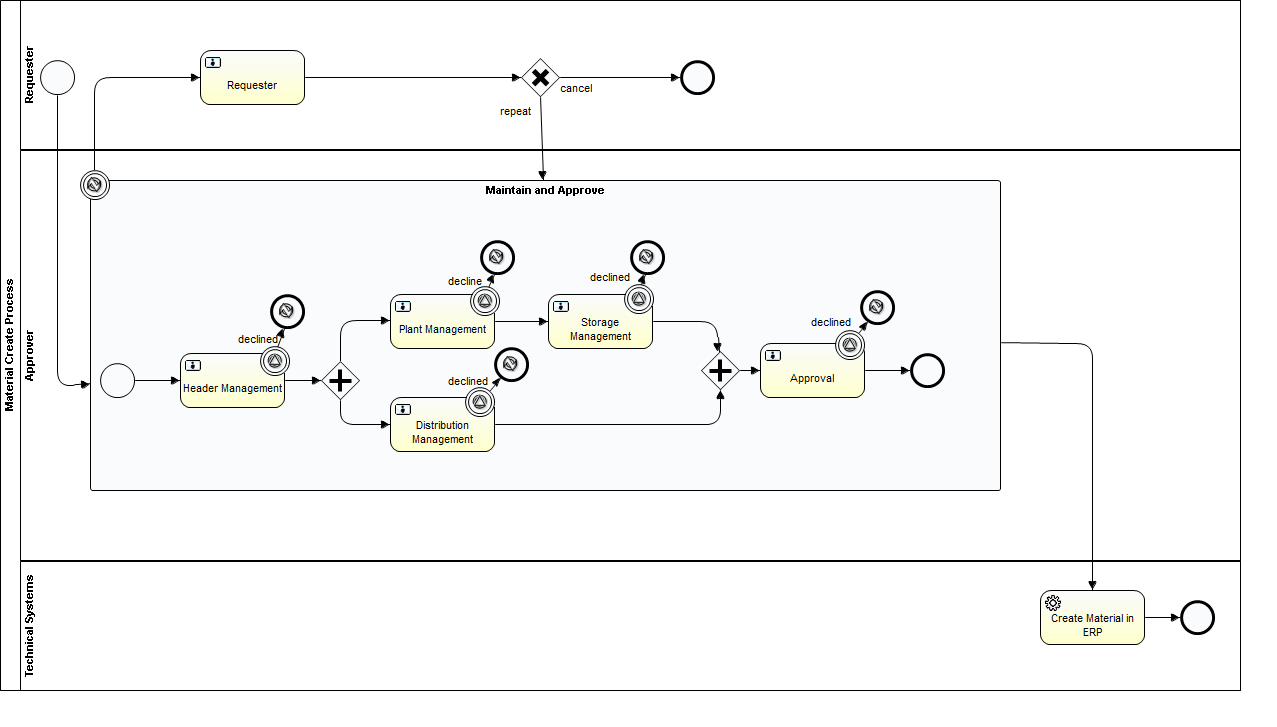 Material Create Process
Requester
Requester
cancel
repeat
Approver
Maintain and Approve
declined
Header Management
decline
Plant Management
declined
Storage
Management
declined
Distribution
Management
declined
Approval
Technical Systems
Create Material in
ERP